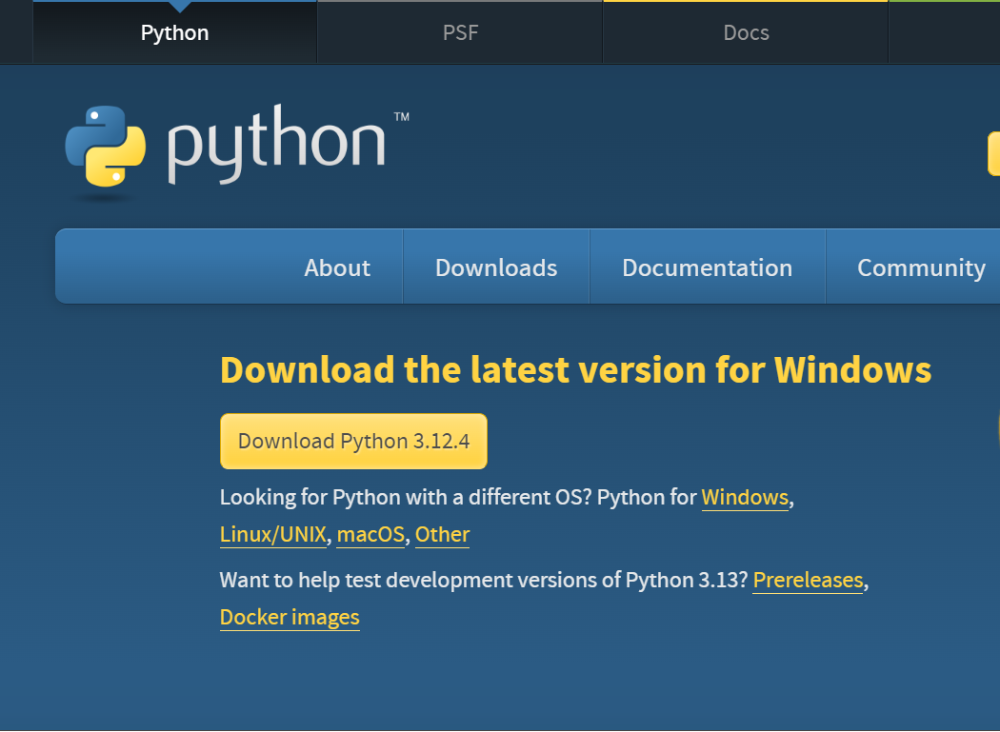 Python PSF Docs
python™
About Downloads Documentation Community
Download the latest version for Windows
Download Python 3.12.4
Looking for Python with a different OS? Python for Windows,
Linux/UNIX, macOS, Other
Want to help test development versions of Python 3.13? Prereleases,
Docker images